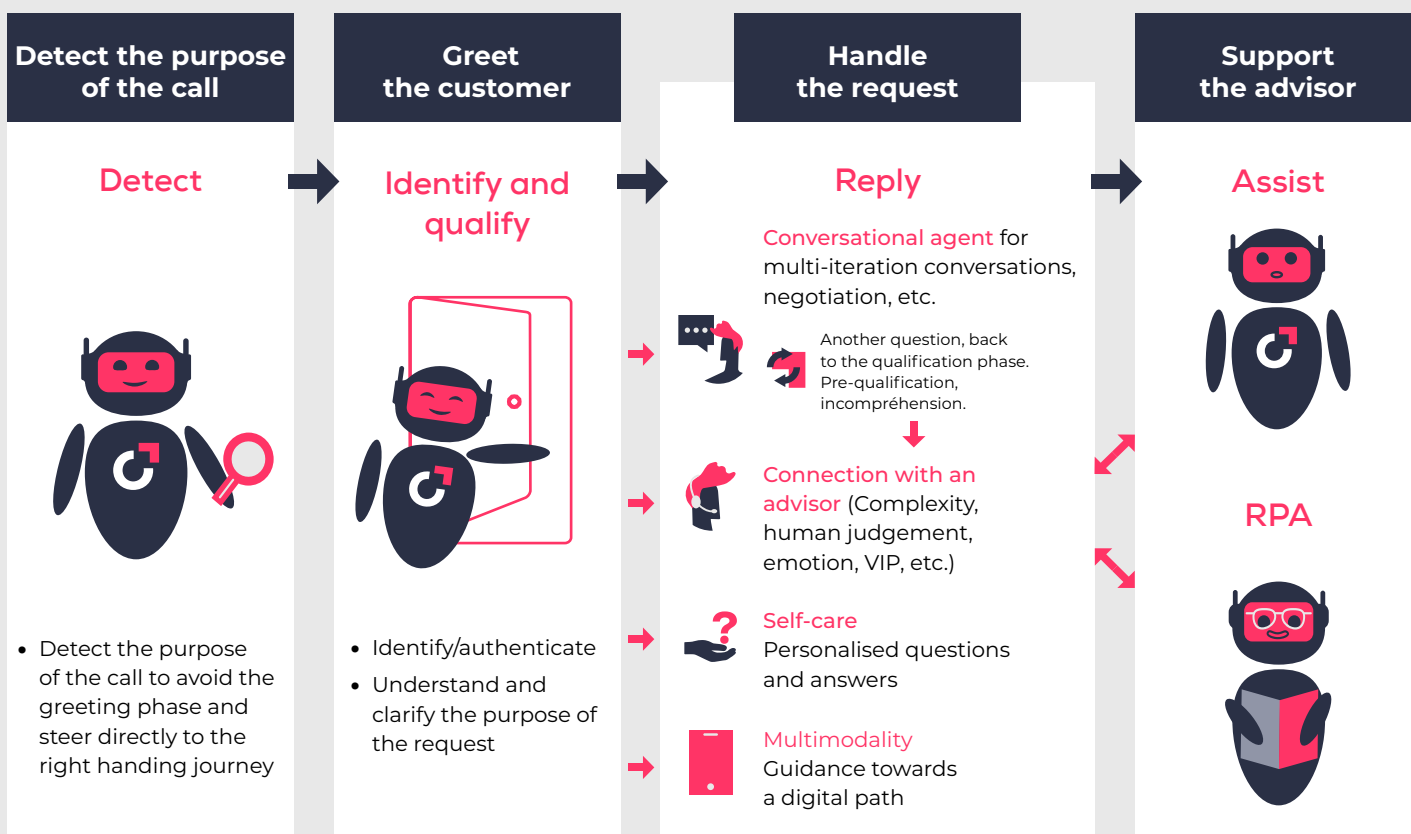 Detect the purpose
of the call
Detect
• Detect the purpose
of the call to avoid the
greeting phase and
steer directly to the
right handing journey
Greet
the customer
Identify and
qualify
• Identify/authenticate
• Understand and
clarify the purpose of
the request
Handle
the request
Reply
Conversational agent for
multi-iteration conversations,
negotiation, etc.
Another question, back
to the qualification phase.
Pre-qualification,
incompréhension.
Connection with an
advisor (Complexity,
human judgement,
emotion, VIP, etc.)
Self-care
Personalised questions
and answers
Multimodality
Guidance towards
a digital path
Support
the advisor
Assist
RPA